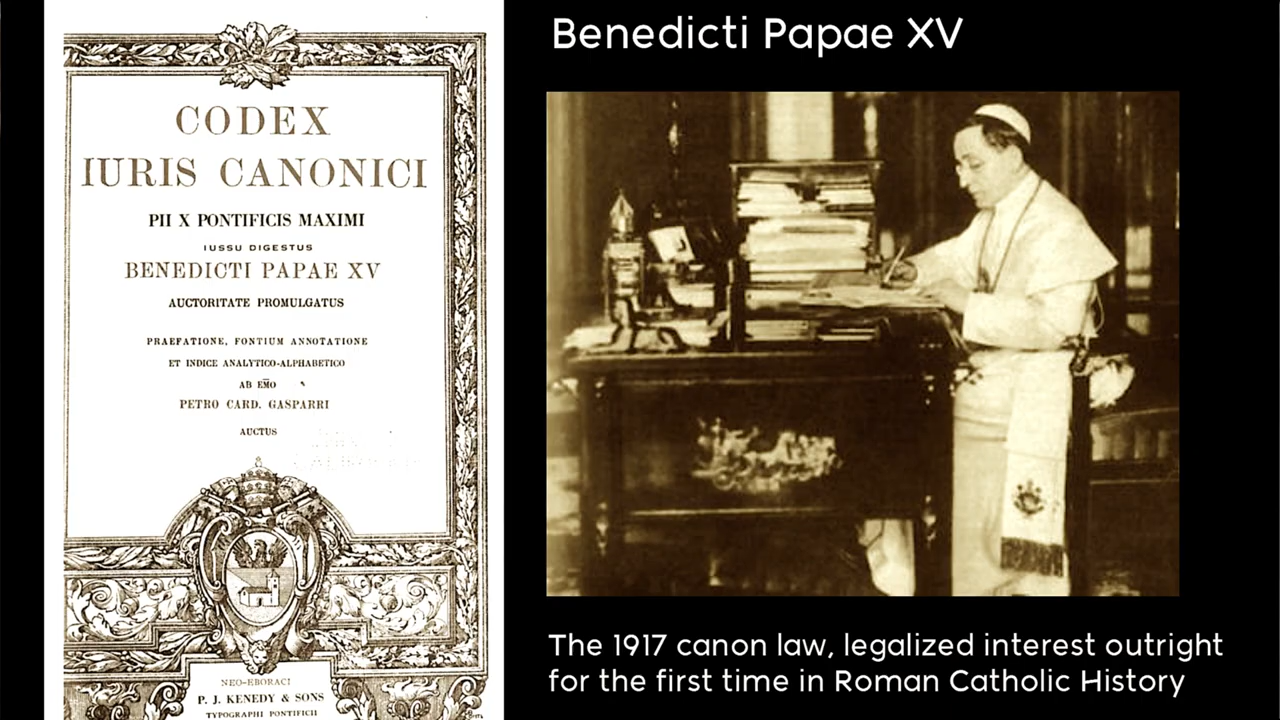 CODEX
IURIS CANONICI
PII X PONTIFICIS MAXIMI
IUSSU DIGESTUS
BENEDICTI PAPAE XV
AUCTORITATE PROMULGATUS
PRAEFATIONE, FONTIUM ANNOTATIONE
ET INDICE ANALYTICO-ALPHABETICO
AB EM̃O
PETRO CARD. GASPARRI
AUCTUS
NEO-EBORACI
P. J. KENEDY & SONS
TYPOGRAPHI PONTIFICII
Benedicti Papae XV
The 1917 canon law, legalized interest outright
for the first time in Roman Catholic History